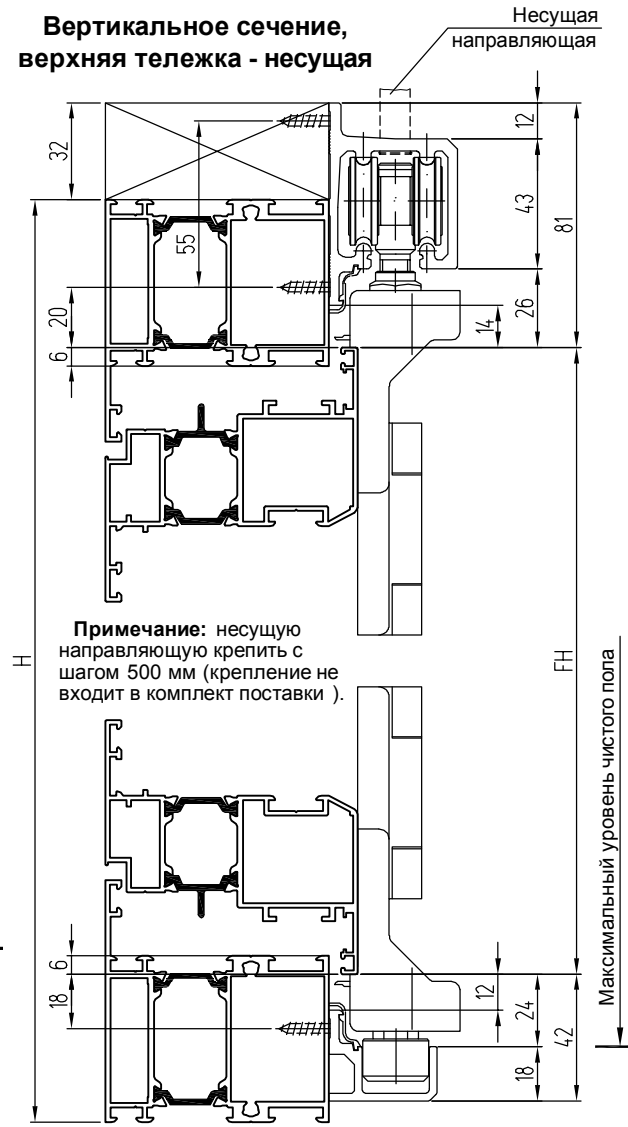 Вертикальное сечение,
верхняя тележка - несущая
Несущая
направляющая
32
55
20
6
12
43
81
26
14
H
FH
Примечание: несущую
направляющую крепить с
шагом 500 мм (крепление не
входит в комплект поставки ).
Максимальный уровень чистого пола
6
18
12
24
42
18